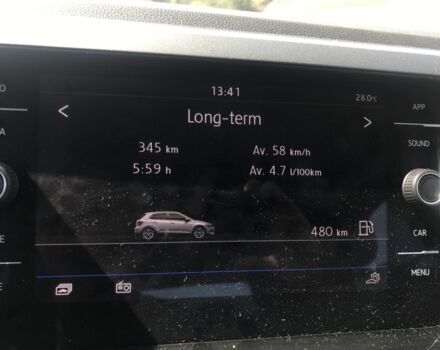 13:41
28.0°C
APP
Long-term
345 km
Av. 58 km/h
SOUND
5:59 h
Av. 4.7 l/100km
480 km
CAR
MENU